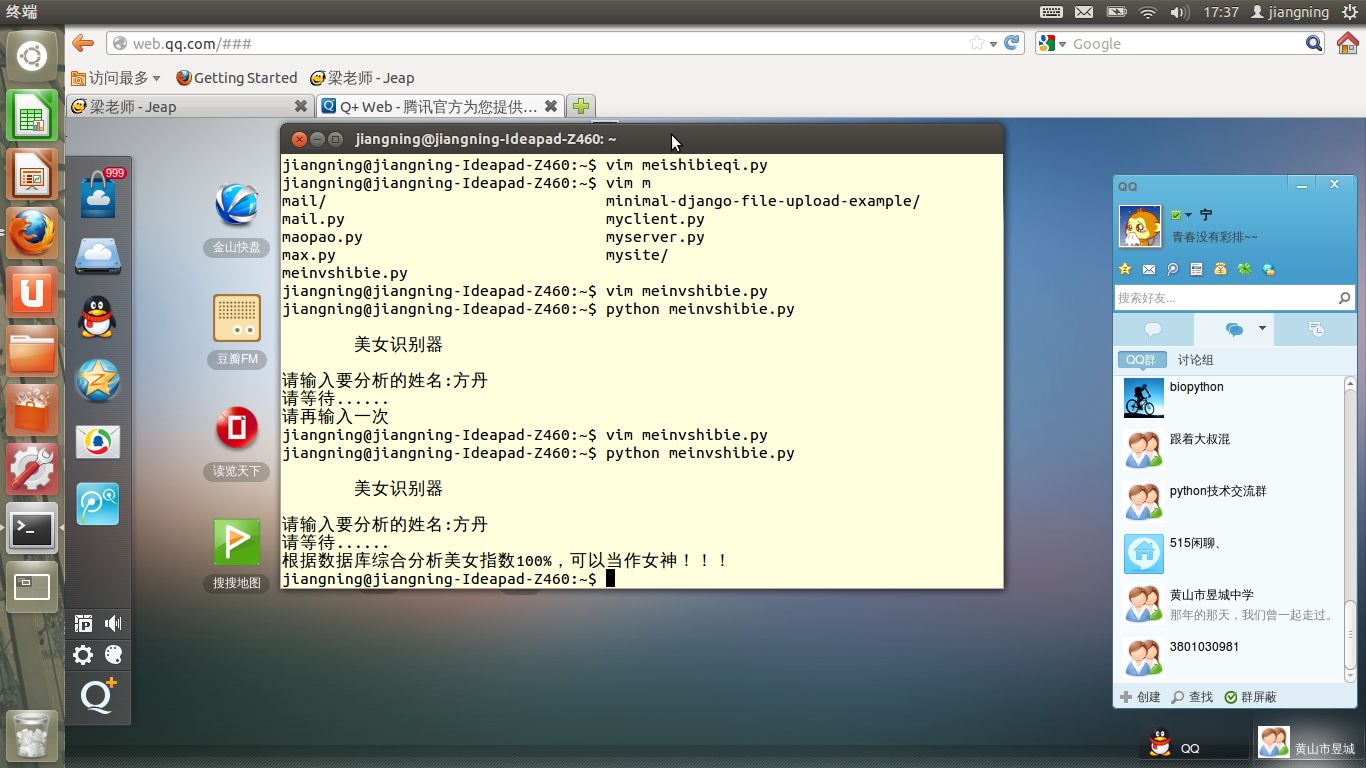 终端
17:37
jiangning
web.qq.com/###
Google
访问最多
Getting Started
梁老师 - Jeap
梁老师 - Jeap
Q+ Web - 腾讯官方为您提供…
jiangning@jiangning-Ideapad-Z460: ~
jiangning@jiangning-Ideapad-Z460:~$ vim meishibieqi.py
jiangning@jiangning-Ideapad-Z460:~$ vim m
mail/ minimal-django-file-upload-example/
mail.py myclient.py
maopao.py myserver.py
max.py mysite/
meinvshibie.py
jiangning@jiangning-Ideapad-Z460:~$ vim meinvshibie.py
jiangning@jiangning-Ideapad-Z460:~$ python meinvshibie.py
美女识别器
请输入要分析的姓名:方丹
请等待......
请再输入一次
jiangning@jiangning-Ideapad-Z460:~$ vim meinvshibie.py
jiangning@jiangning-Ideapad-Z460:~$ python meinvshibie.py
美女识别器
请输入要分析的姓名:方丹
请等待......
根据数据库综合分析美女指数100%，可以当作女神！！！
jiangning@jiangning-Ideapad-Z460:~$
999
金山快盘
豆瓣FM
读览天下
搜搜地图
QQ
宁
青春没有彩排~~
搜索好友...
QQ群
讨论组
biopython
跟着大叔混
python技术交流群
515闲聊、
黄山市昱城中学
那年的那天，我们曾一起走过。
3801030981
创建
查找
群屏蔽
QQ
黄山市昱城